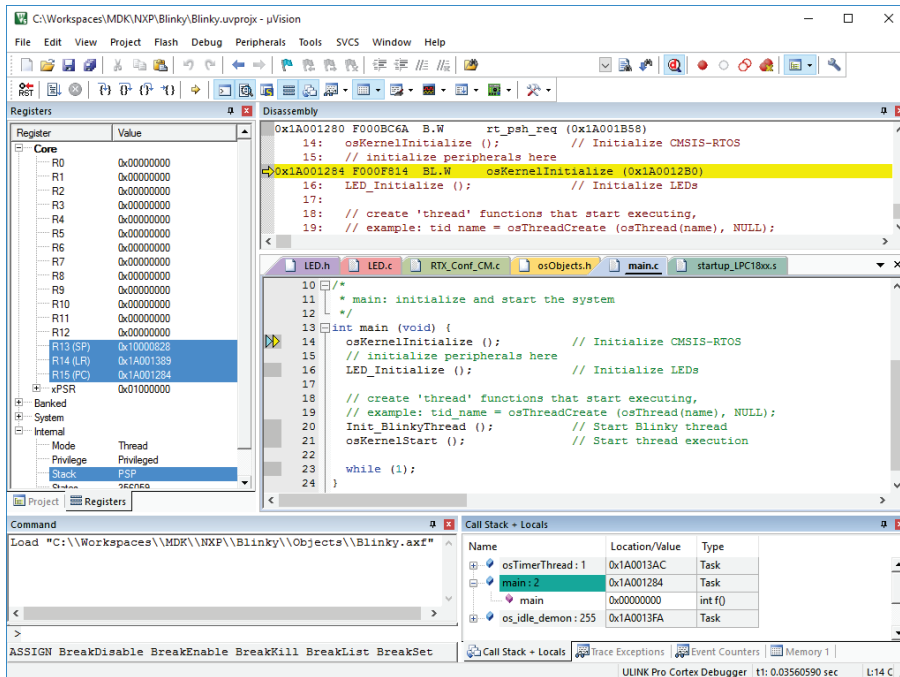 C:\Workspaces\MDK\NXP\Blinky\Blinky.uvprojx - µVision
File Edit View Project Flash Debug Peripherals Tools SVCS Window Help
RST
Registers
Register Value
Core
R0 0x00000000
R1 0x00000000
R2 0x00000000
R3 0x00000000
R4 0x00000000
R5 0x00000000
R6 0x00000000
R7 0x00000000
R8 0x00000000
R9 0x00000000
R10 0x00000000
R11 0x00000000
R12 0x00000000
R13 (SP) 0x10000828
R14 (LR) 0x1A001389
R15 (PC) 0x1A001284
xPSR 0x01000000
Banked
System
Internal
Mode Thread
Privilege Privileged
Stack PSP
States 356059
Project Registers
Disassembly
0x1A001280 F000BC6A B.W rt_psh_req (0x1A001B58)
14: osKernelInitialize (); // Initialize CMSIS-RTOS
15: // initialize peripherals here
0x1A001284 F000F814 BL.W osKernelInitialize (0x1A0012B0)
16: LED_Initialize (); // Initialize LEDs
17:
18: // create 'thread' functions that start executing,
19: // example: tid_name = osThreadCreate (osThread(name), NULL);
LED.h LED.c RTX_Conf_CM.c osObjects.h main.c startup_LPC18xx.s
10 /*
11 * main: initialize and start the system
12 */
13 int main (void) {
14 osKernelInitialize (); // Initialize CMSIS-RTOS
15 // initialize peripherals here
16 LED_Initialize (); // Initialize LEDs
17
18 // create 'thread' functions that start executing,
19 // example: tid_name = osThreadCreate (osThread(name), NULL);
20 Init_BlinkyThread (); // Start Blinky thread
21 osKernelStart (); // Start thread execution
22
23 while (1);
24 }
Command
Load "C:\\Workspaces\\MDK\\NXP\\Blinky\\Objects\\Blinky.axf"
>
ASSIGN BreakDisable BreakEnable BreakKill BreakList BreakSet
Call Stack + Locals
Name Location/Value Type
osTimerThread : 1 0x1A0013AC Task
main : 2 0x1A001284 Task
main 0x00000000 int f()
os_idle_demon : 255 0x1A0013FA Task
Call Stack + Locals Trace Exceptions Event Counters Memory 1
ULINK Pro Cortex Debugger t1: 0.03560590 sec L:14 C